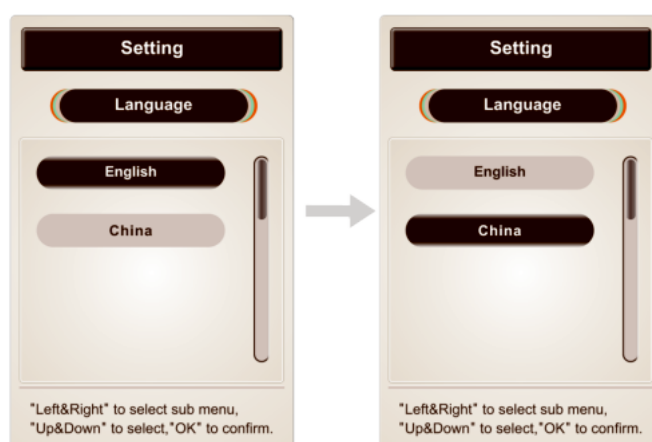 Setting
Language
English
China
"Left&Right" to select sub menu,
"Up&Down" to select,"OK" to confirm.
Setting
Language
English
China
"Left&Right" to select sub menu,
"Up&Down" to select,"OK" to confirm.